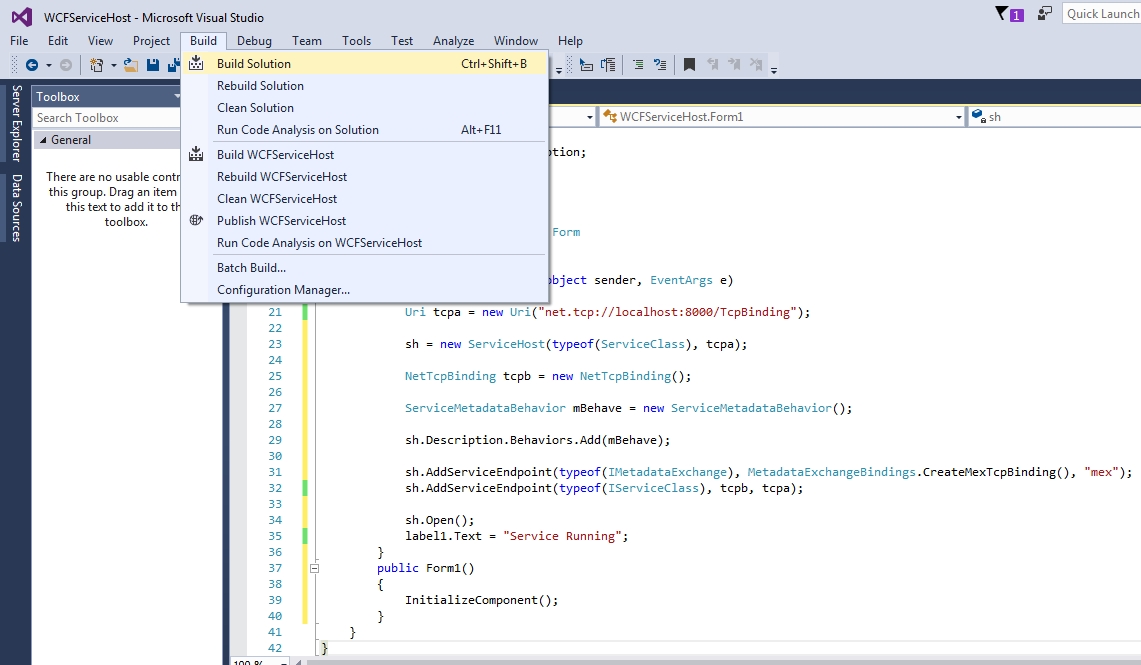 WCFServiceHost - Microsoft Visual Studio
1
Quick Launch
File Edit View Project Build Debug Team Tools Test Analyze Window Help
Build Solution Ctrl+Shift+B
Rebuild Solution
Clean Solution
Run Code Analysis on Solution Alt+F11
Build WCFServiceHost
Rebuild WCFServiceHost
Clean WCFServiceHost
Publish WCFServiceHost
Run Code Analysis on WCFServiceHost
Batch Build...
Configuration Manager...
Server Explorer
Data Sources
Toolbox
Search Toolbox
General
There are no usable contr
this group. Drag an item
this text to add it to th
toolbox.
WCFServiceHost.Form1
sh
ption;
Form
object sender, EventArgs e)
21 Uri tcpa = new Uri("net.tcp://localhost:8000/TcpBinding");
22
23 sh = new ServiceHost(typeof(ServiceClass), tcpa);
24
25 NetTcpBinding tcpb = new NetTcpBinding();
26
27 ServiceMetadataBehavior mBehave = new ServiceMetadataBehavior();
28
29 sh.Description.Behaviors.Add(mBehave);
30
31 sh.AddServiceEndpoint(typeof(IMetadataExchange), MetadataExchangeBindings.CreateMexTcpBinding(), "mex");
32 sh.AddServiceEndpoint(typeof(IServiceClass), tcpb, tcpa);
33
34 sh.Open();
35 label1.Text = "Service Running";
36 }
37 public Form1()
38 {
39 InitializeComponent();
40 }
41 }
42 }
100 %